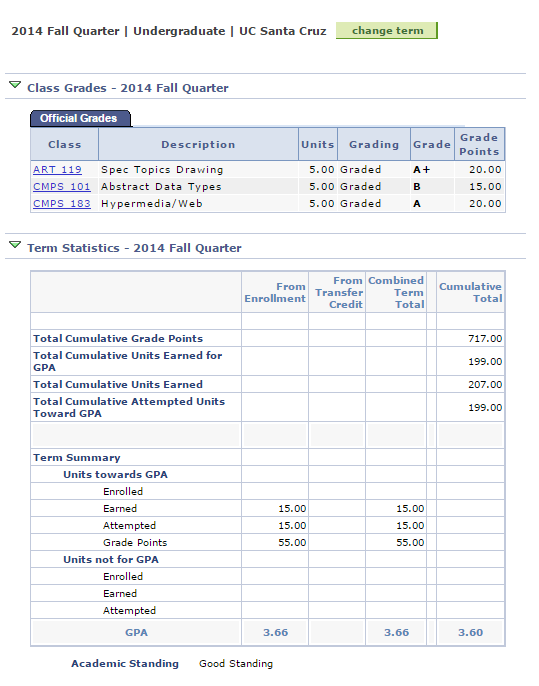 2014 Fall Quarter | Undergraduate | UC Santa Cruz change term
Class Grades - 2014 Fall Quarter
Official Grades
Class Description Units Grading Grade Grade Points
ART 119 Spec Topics Drawing 5.00 Graded A+ 20.00
CMPS 101 Abstract Data Types 5.00 Graded B 15.00
CMPS 183 Hypermedia/Web 5.00 Graded A 20.00
Term Statistics - 2014 Fall Quarter
From Enrollment From Transfer Credit Combined Term Total Cumulative Total
Total Cumulative Grade Points 717.00
Total Cumulative Units Earned for GPA 199.00
Total Cumulative Units Earned 207.00
Total Cumulative Attempted Units Toward GPA 199.00
Term Summary
Units towards GPA
Enrolled
Earned 15.00 15.00
Attempted 15.00 15.00
Grade Points 55.00 55.00
Units not for GPA
Enrolled
Earned
Attempted
GPA 3.66 3.66 3.60
Academic Standing Good Standing